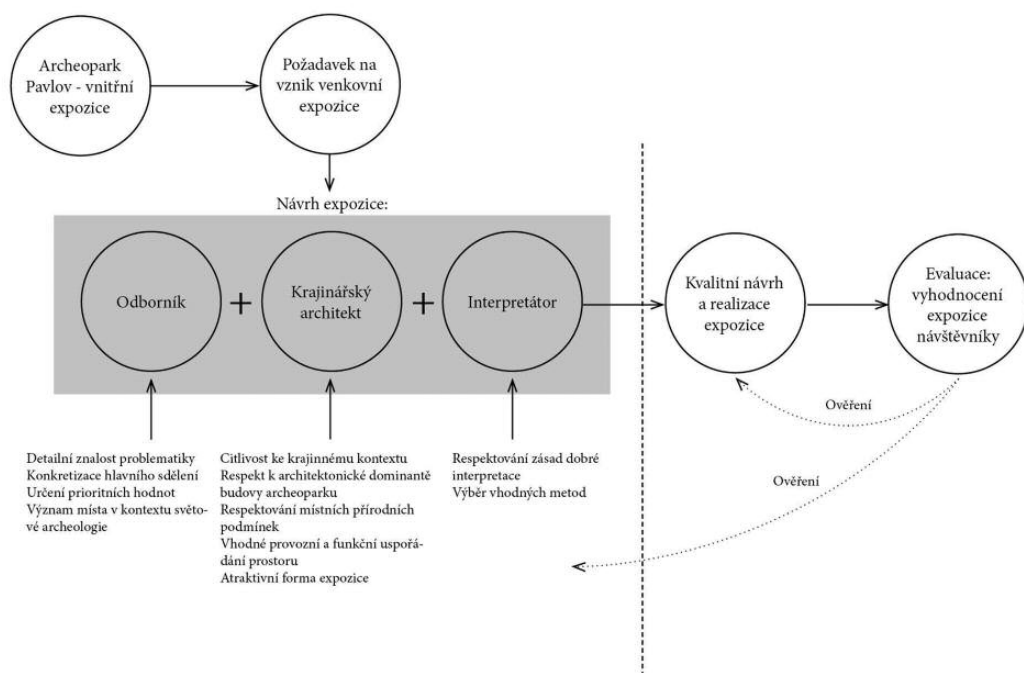 Archeopark
Pavlov - vnitřní
expozice
Požadavek na
vznik venkovní
expozice
Návrh expozice:
Odborník
+
Krajinářský
architekt
+
Interpretátor
Kvalitní návrh
a realizace
expozice
Evaluace:
vyhodnocení
expozice
návštěvníky
Ověření
Ověření
Detailní znalost problematiky
Konkretizace hlavního sdělení
Určení prioritních hodnot
Význam místa v kontextu světo-
vé archeologie
Citlivost ke krajinnému kontextu
Respekt k architektonické dominantě
budovy archeoparku
Respektování místních přírodních
podmínek
Vhodné provozní a funkční uspořá-
dání prostoru
Atraktivní forma expozice
Respektování zásad dobré
interpretace
Výběr vhodných metod